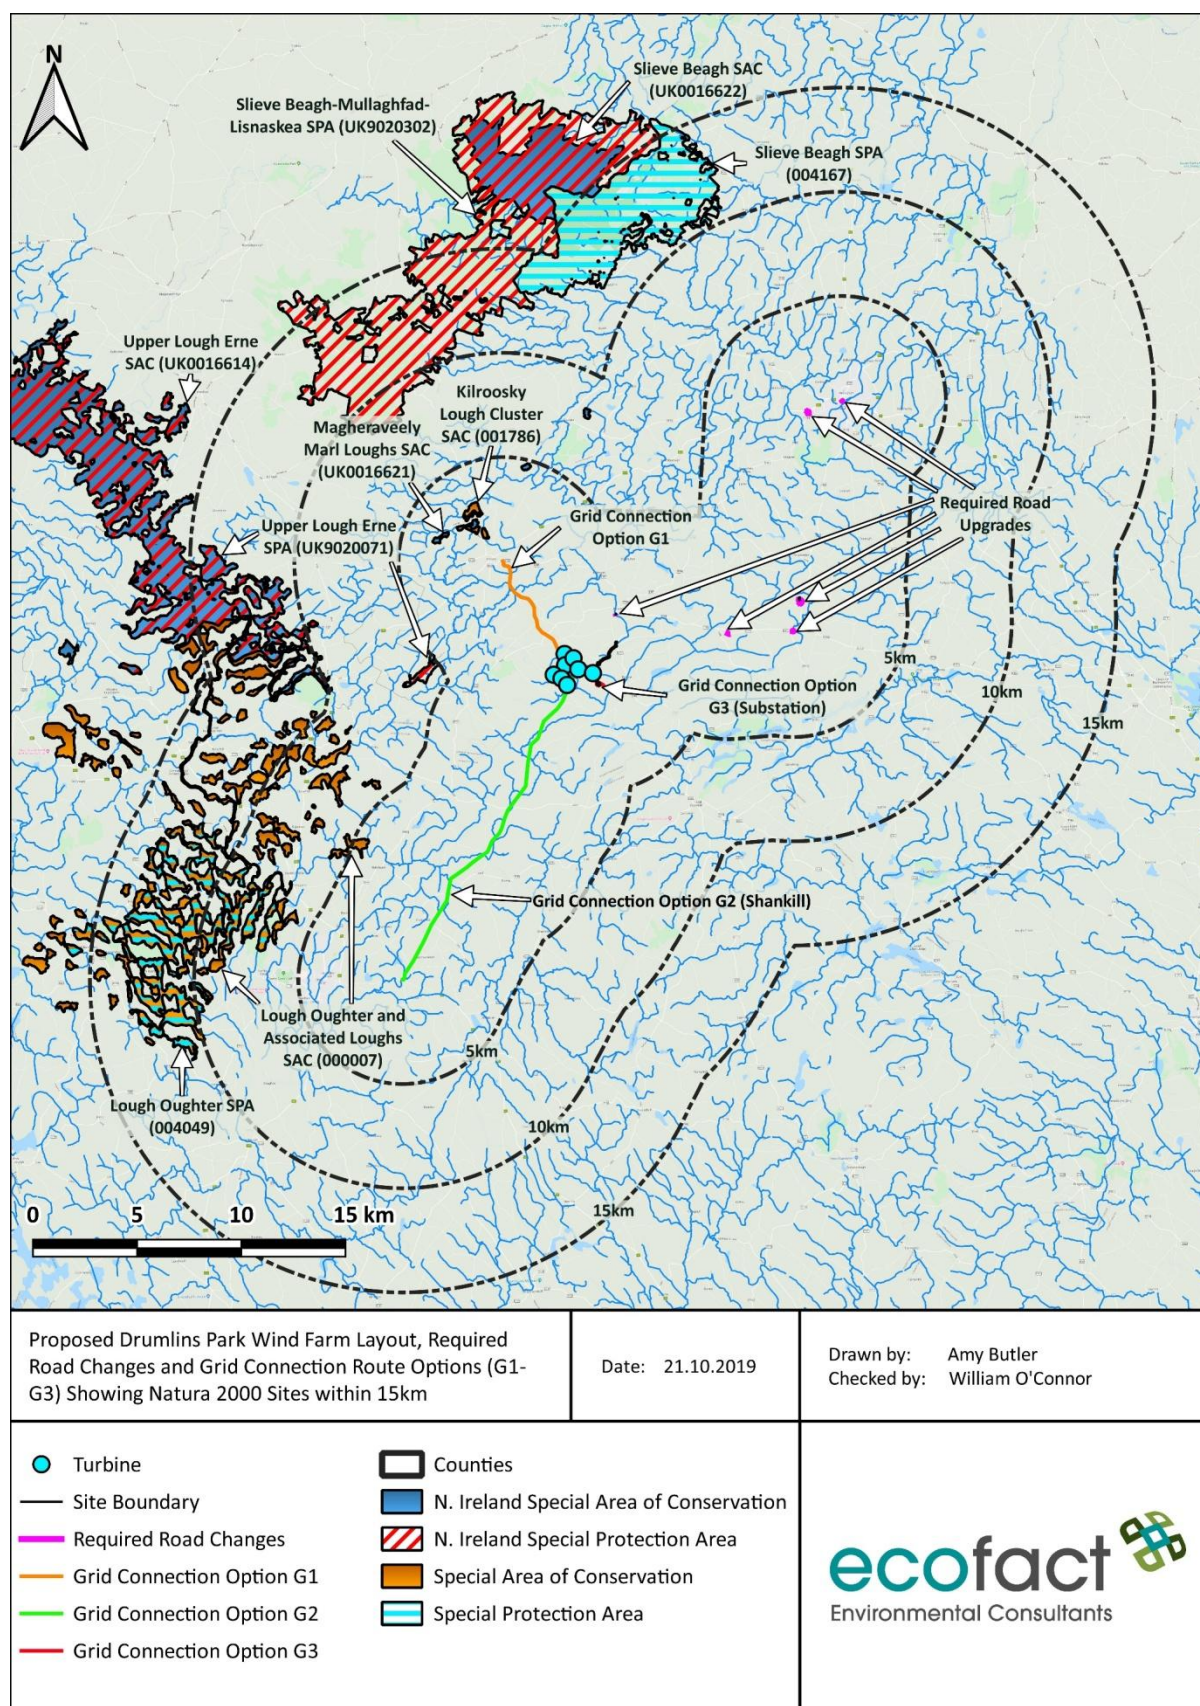 N
Slieve Beagh SAC
(UK0016622)
Slieve Beagh-Mullaghfad-
Lisnaskea SPA (UK9020302)
Slieve Beagh SPA
(004167)
Upper Lough Erne
SAC (UK0016614)
Kilroosky
Lough Cluster
SAC (001786)
Magheraveely
Marl Loughs SAC
(UK0016621)
Required Road
Upgrades
Grid Connection
Option G1
Upper Lough Erne
SPA (UK9020071)
5km
10km
15km
Grid Connection Option
G3 (Substation)
Grid Connection Option G2 (Shankill)
Lough Oughter and
Associated Loughs
SAC (000007)
5km
Lough Oughter SPA
(004049)
10km
15km
0 5 10 15 km
Proposed Drumlins Park Wind Farm Layout, Required
Road Changes and Grid Connection Route Options (G1-
G3) Showing Natura 2000 Sites within 15km
Date: 21.10.2019
Drawn by: Amy Butler
Checked by: William O'Connor
Turbine
Site Boundary
Required Road Changes
Grid Connection Option G1
Grid Connection Option G2
Grid Connection Option G3
Counties
N. Ireland Special Area of Conservation
N. Ireland Special Protection Area
Special Area of Conservation
Special Protection Area
ecofact
Environmental Consultants